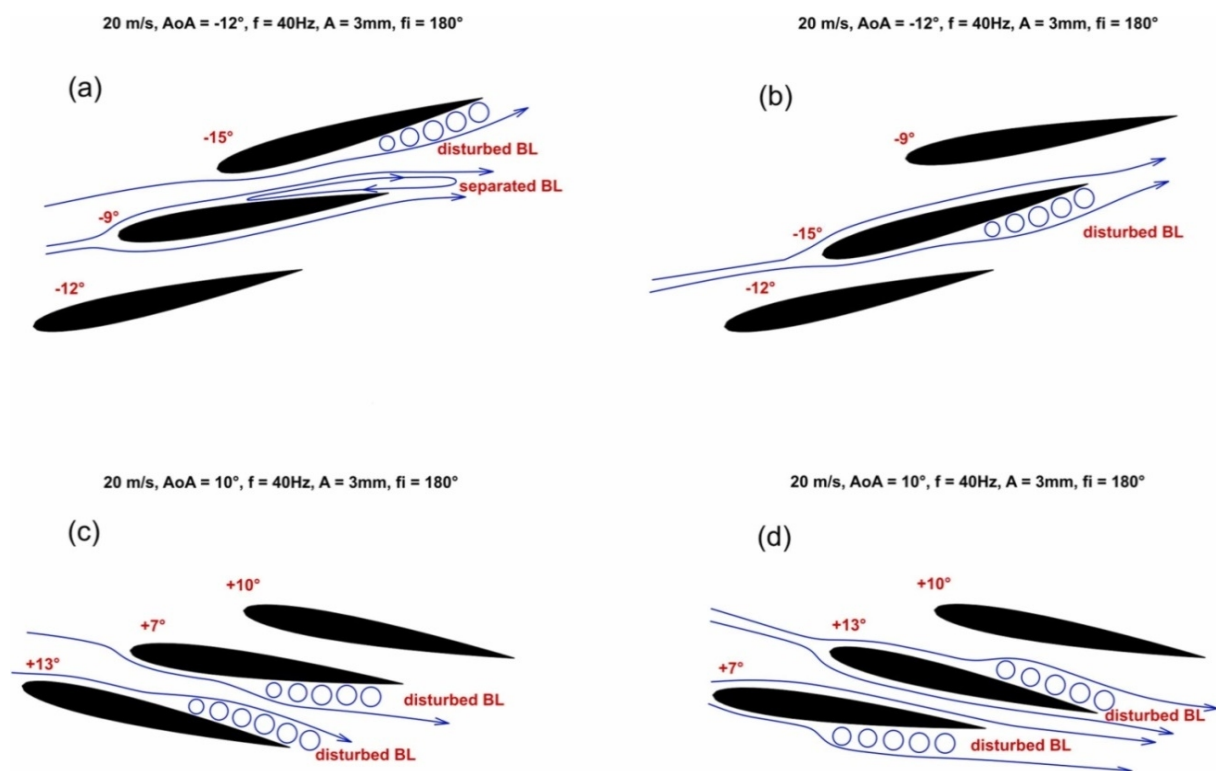 20 m/s, AoA = -12°, f = 40Hz, A = 3mm, fi = 180°
(a)
-15°
disturbed BL
separated BL
-9°
-12°
20 m/s, AoA = -12°, f = 40Hz, A = 3mm, fi = 180°
(b)
-9°
-15°
disturbed BL
-12°
20 m/s, AoA = 10°, f = 40Hz, A = 3mm, fi = 180°
(c)
+10°
+7°
+13°
disturbed BL
disturbed BL
20 m/s, AoA = 10°, f = 40Hz, A = 3mm, fi = 180°
(d)
+10°
+13°
+7°
disturbed BL
disturbed BL